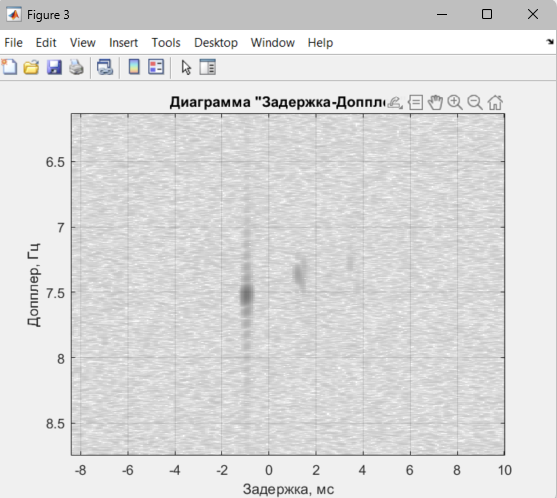 Figure 3
File Edit View Insert Tools Desktop Window Help
Диаграмма "Задержка-Доппле
6.5
7
7.5
8
8.5
Допплер, Гц
-8 -6 -4 -2 0 2 4 6 8 10
Задержка, мс